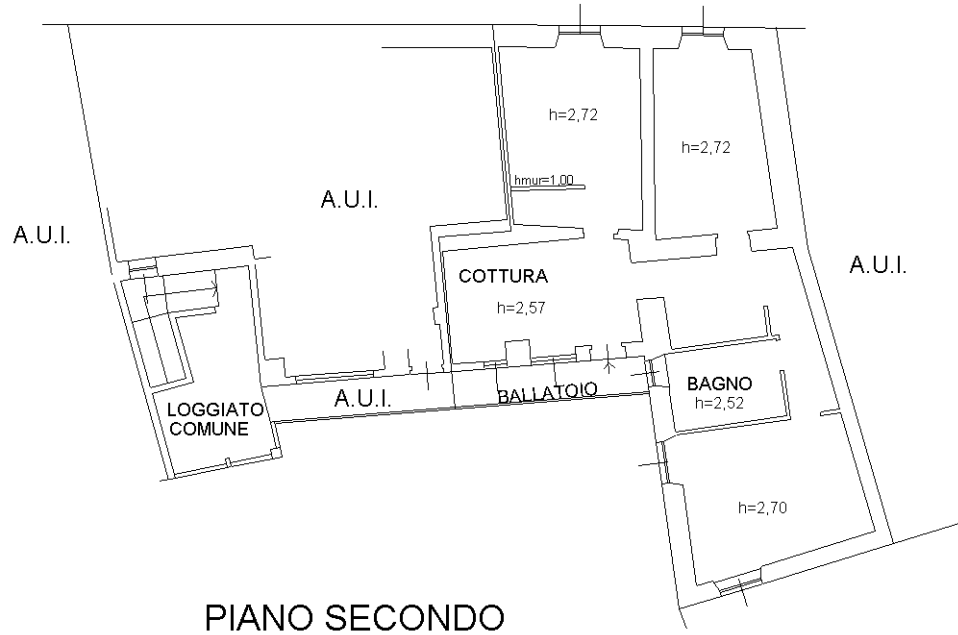 h=2,72
h=2,72
hmur=1.00
A.U.I.
A.U.I.
A.U.I.
COTTURA
h=2,57
BALLATOIO
A.U.I.
BAGNO
h=2,52
LOGGIATO
COMUNE
h=2,70
PIANO SECONDO